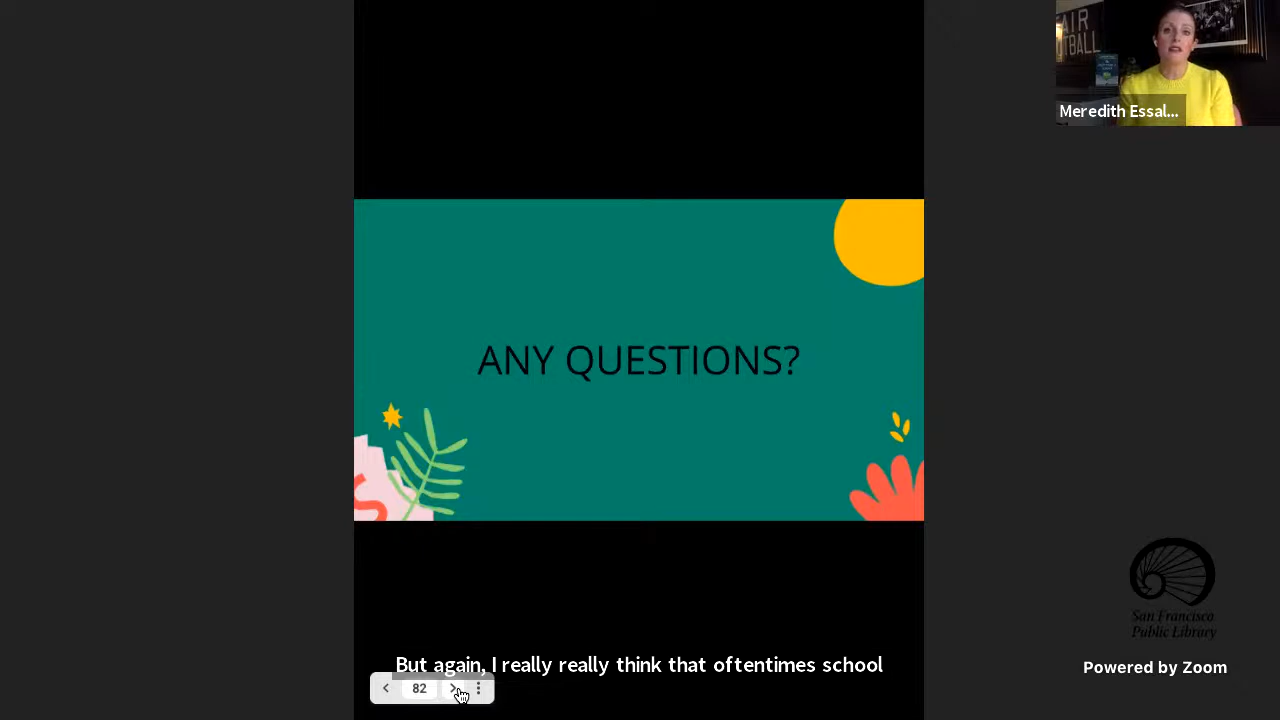 AIR
TBALL
Meredith Essal...
ANY QUESTIONS?
S
San Francisco
Public Library
But again, I really really think that oftentimes school
82
Powered by Zoom